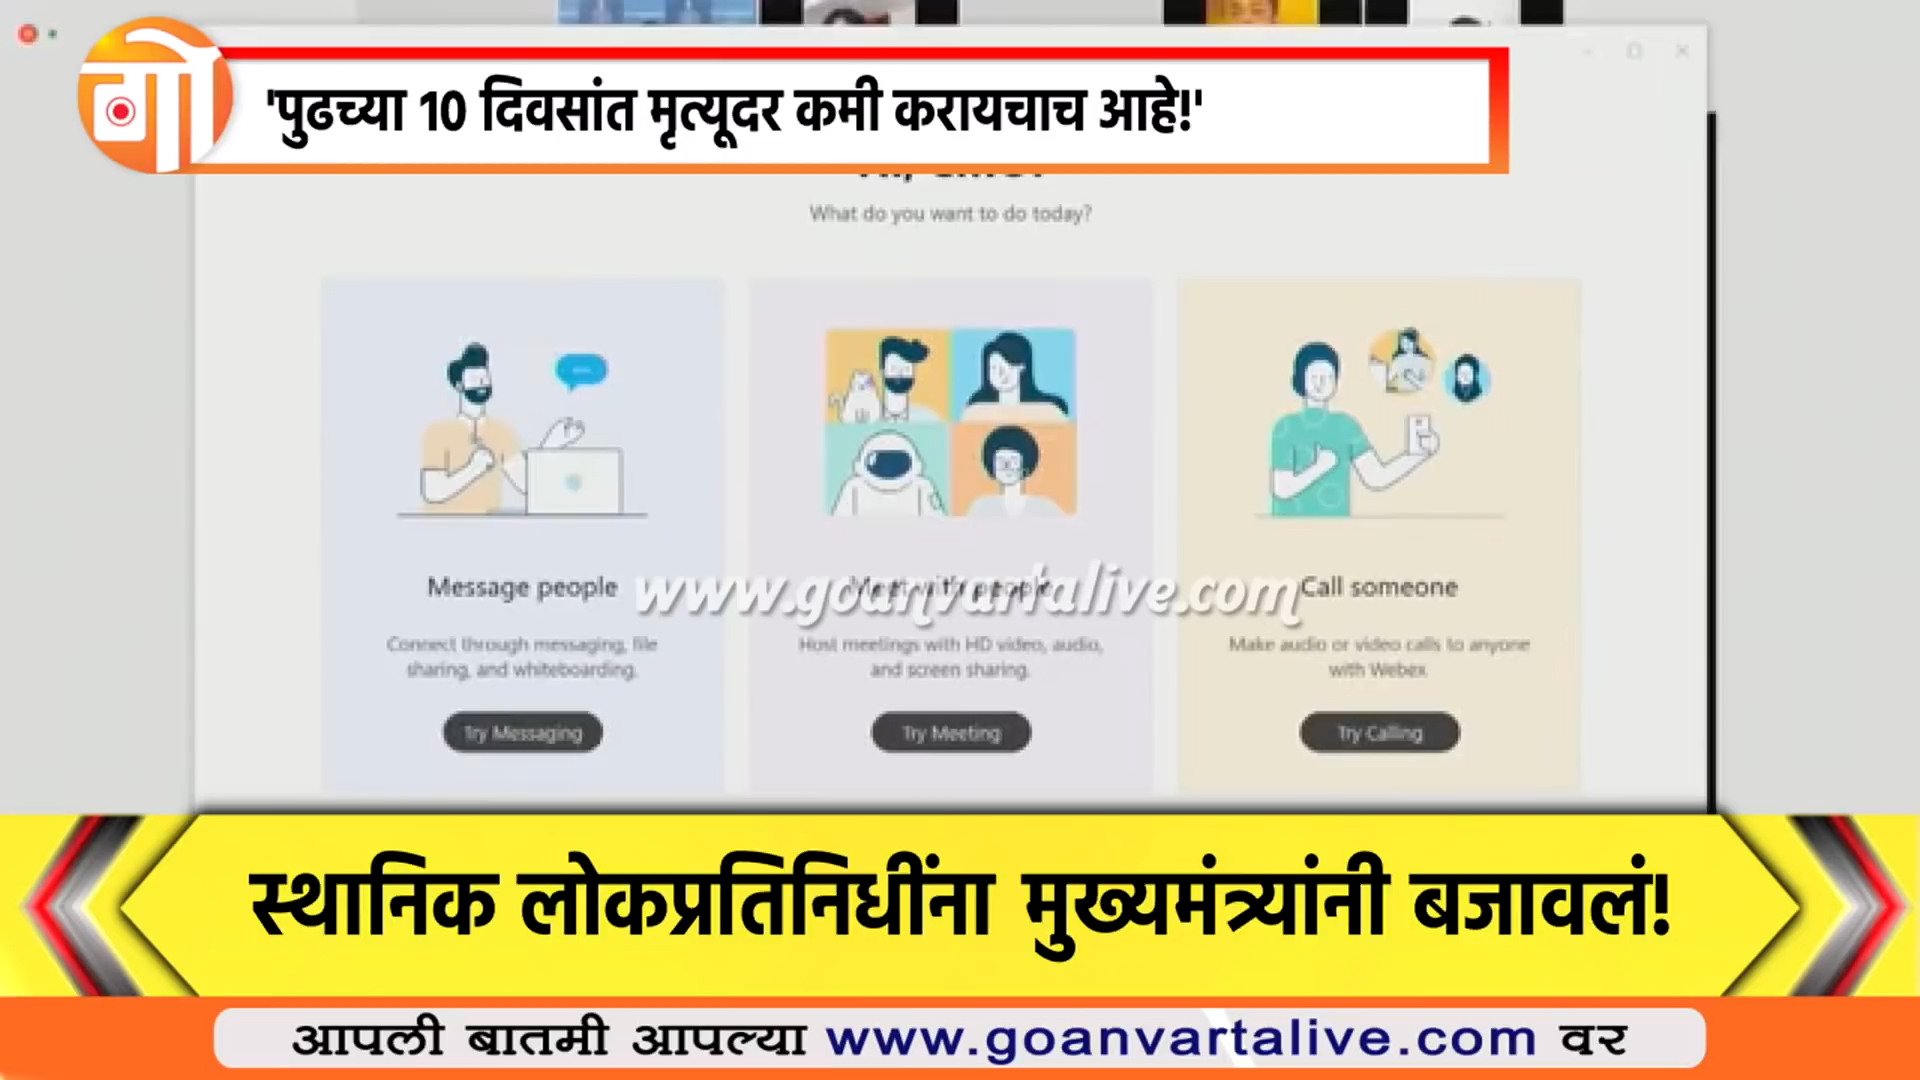 गो
'पुढच्या 10 दिवसांत मृत्यूदर कमी करायचाच आहे!'
What do you want to do today?
Message people
Connect through messaging, file
sharing, and whiteboarding.
Try Messaging
Meet with people
Host meetings with HD video, audio,
and screen sharing.
Try Meeting
Call someone
Make audio or video calls to anyone
with Webex
Try Calling
www.goanvartalive.com
स्थानिक लोकप्रतिनिधींना मुख्यमंत्र्यांनी बजावलं!
आपली बातमी आपल्या www.goanvartalive.com वर